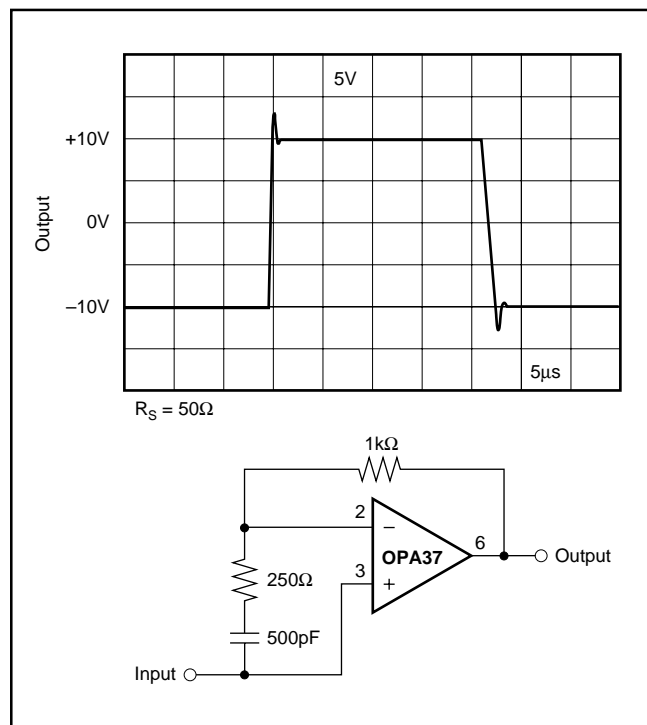 5V
+10V
Output
0V
–10V
5µs
R_S = 50Ω
1kΩ
2
–
6
OPA37
Output
3
+
250Ω
500pF
Input